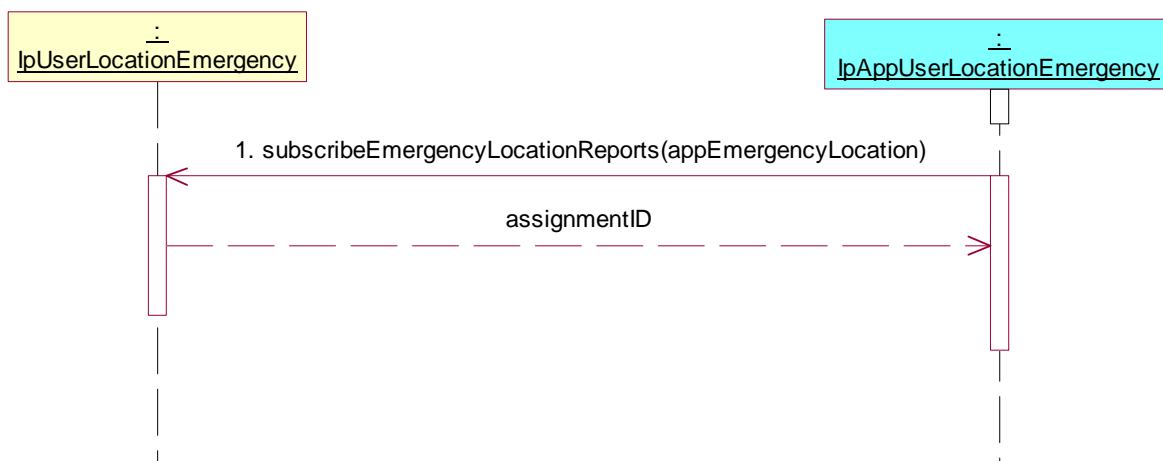 :
IpUserLocationEmergency
:
IpAppUserLocationEmergency
1. subscribeEmergencyLocationReports(appEmergencyLocation)
assignmentID